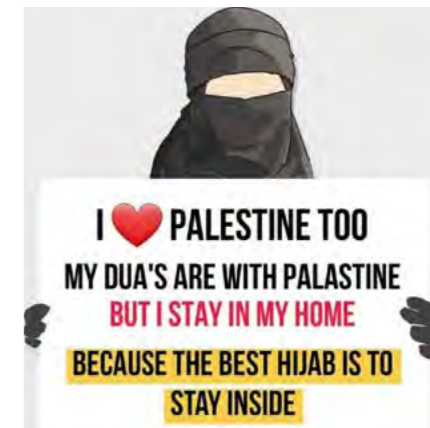 I ❤️ PALESTINE TOO
MY DUA'S ARE WITH PALASTINE
BUT I STAY IN MY HOME
BECAUSE THE BEST HIJAB IS TO
STAY INSIDE